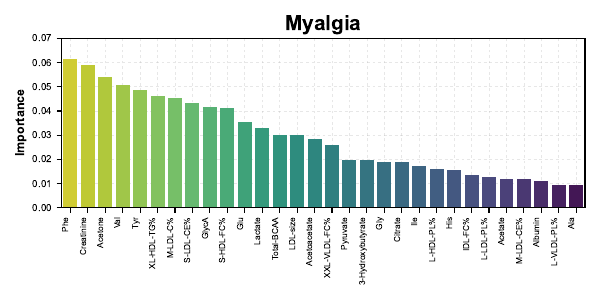 Myalgia
0.07
0.06
0.05
0.04
0.03
0.02
0.01
0.00
Importance
Phe
Creatinine
Acetone
Val
Tyr
XL-HDL-TG%
M-LDL-C%
S-LDL-CE%
GlycA
S-HDL-FC%
Glu
Lactate
Total-BCAA
LDL-size
Acetoacetate
XXL-VLDL-FC%
Pyruvate
3-Hydroxybutyrate
Gly
Citrate
Ile
L-HDL-PL%
His
IDL-FC%
L-LDL-PL%
Acetate
M-LDL-CE%
Albumin
L-VLDL-PL%
Ala